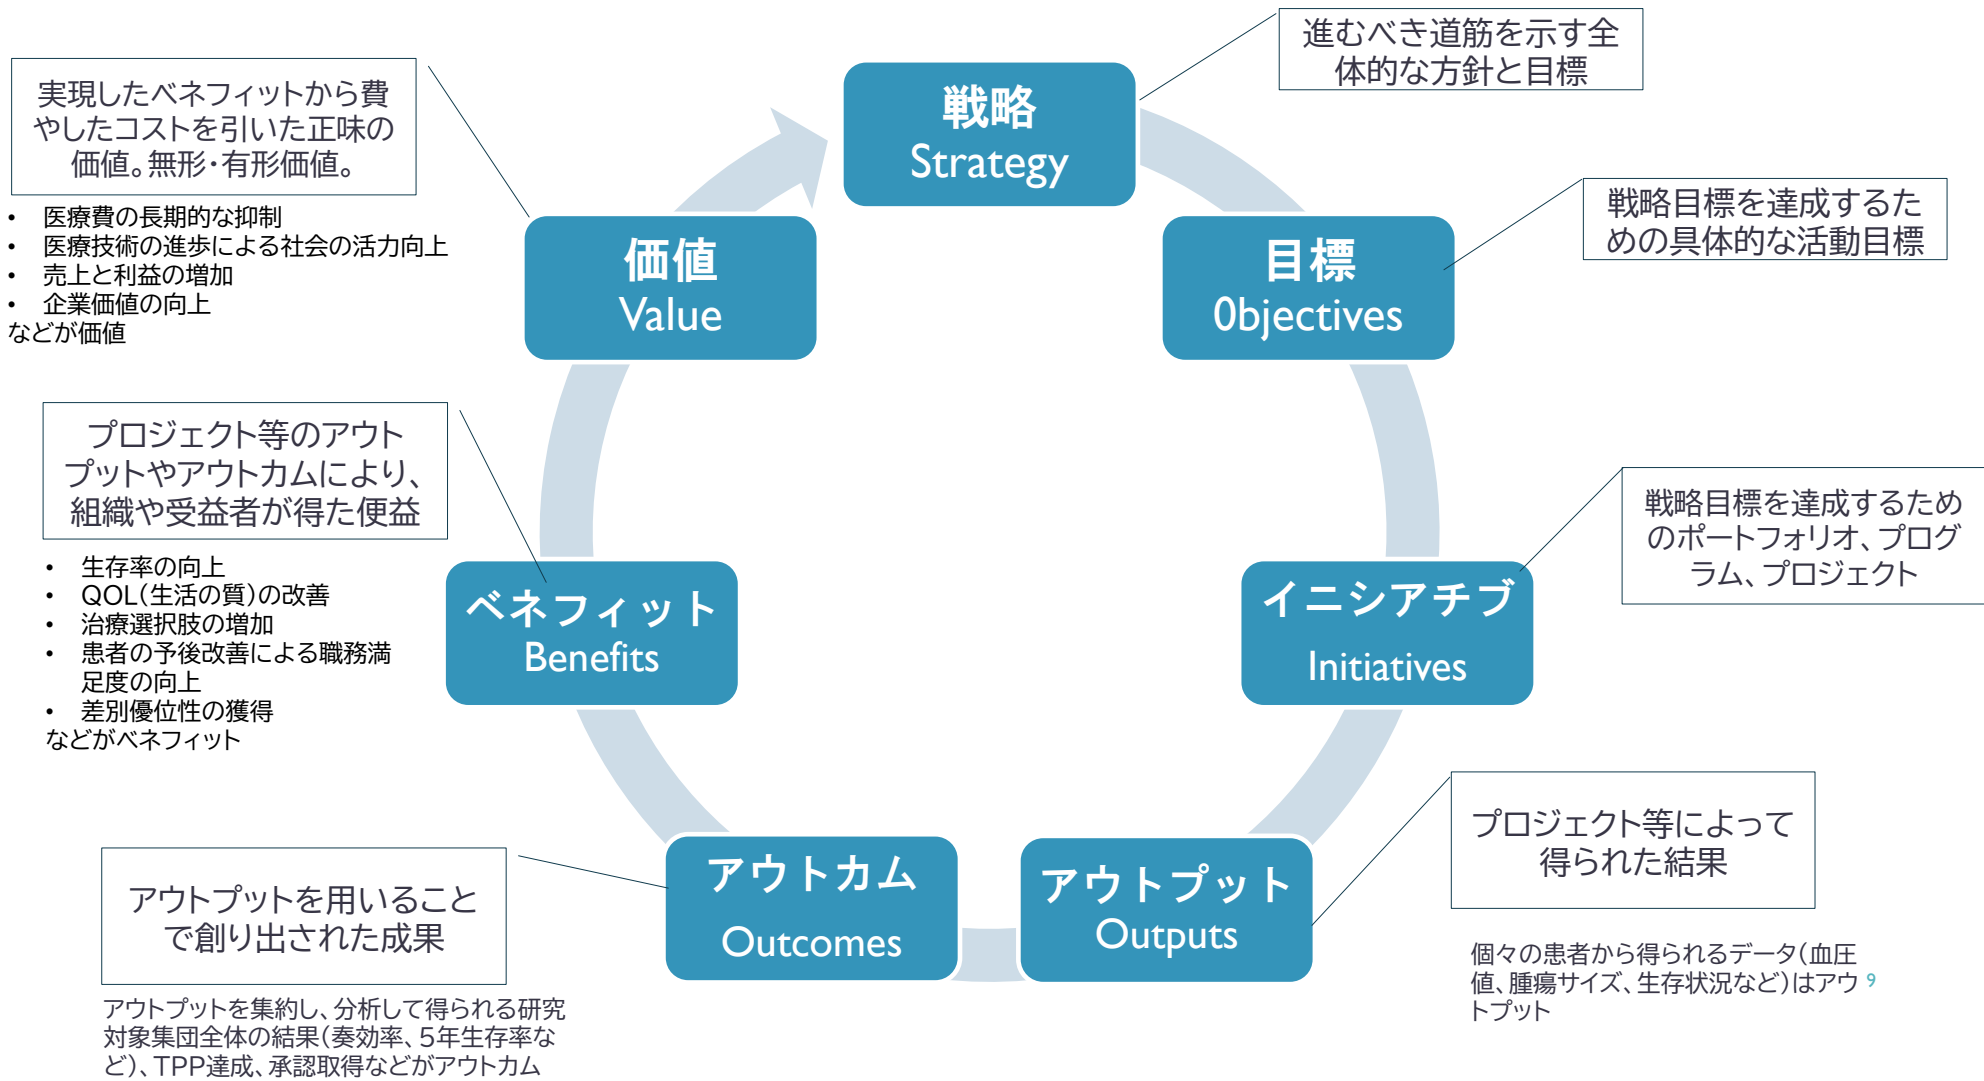 進むべき道筋を示す全
体的な方針と目標
戦略
Strategy
戦略目標を達成するた
めの具体的な活動目標
目標
Objectives
戦略目標を達成するため
のポートフォリオ、プログ
ラム、プロジェクト
イニシアチブ
Initiatives
プロジェクト等によって
得られた結果
アウトプット
Outputs
個々の患者から得られるデータ(血圧
値、腫瘍サイズ、生存状況など)はアウ
トプット
9
アウトカム
Outcomes
アウトプットを用いること
で創り出された成果
アウトプットを集約し、分析して得られる研究
対象集団全体の結果(奏効率、5年生存率な
ど)、TPP達成、承認取得などがアウトカム
ベネフィット
Benefits
プロジェクト等のアウト
プットやアウトカムにより、
組織や受益者が得た便益
• 生存率の向上
• QOL(生活の質)の改善
• 治療選択肢の増加
• 患者の予後改善による職務満
足度の向上
• 差別優位性の獲得
などがベネフィット
価値
Value
実現したベネフィットから費
やしたコストを引いた正味の
価値。無形・有形価値。
• 医療費の長期的な抑制
• 医療技術の進歩による社会の活力向上
• 売上と利益の増加
• 企業価値の向上
などが価値